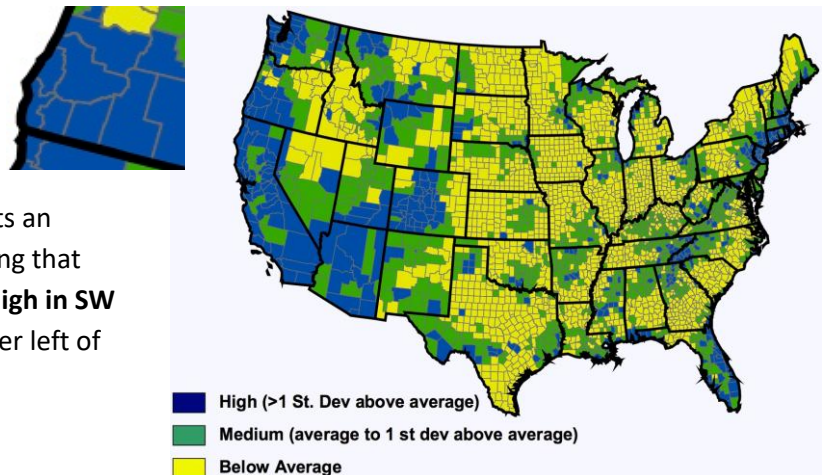 ts an
ng that
igh in SW
er left of
High (>1 St. Dev above average)
Medium (average to 1 st dev above average)
Below Average